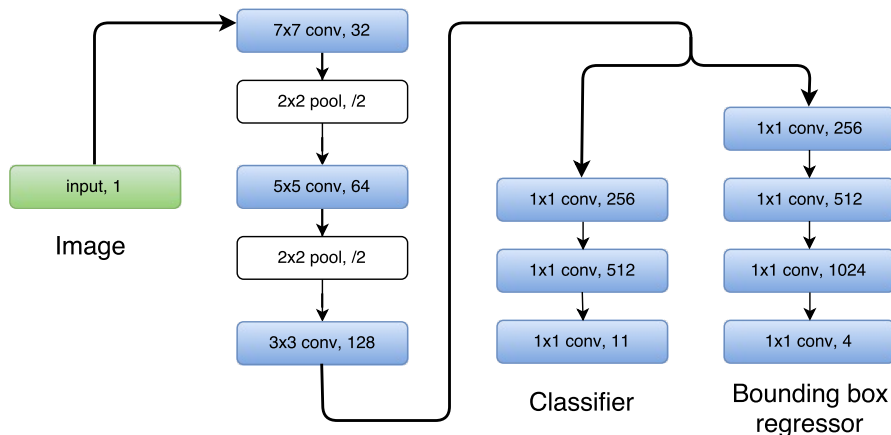 input, 1
Image
7x7 conv, 32
2x2 pool, /2
5x5 conv, 64
2x2 pool, /2
3x3 conv, 128
1x1 conv, 256
1x1 conv, 512
1x1 conv, 11
Classifier
1x1 conv, 256
1x1 conv, 512
1x1 conv, 1024
1x1 conv, 4
Bounding box
regressor